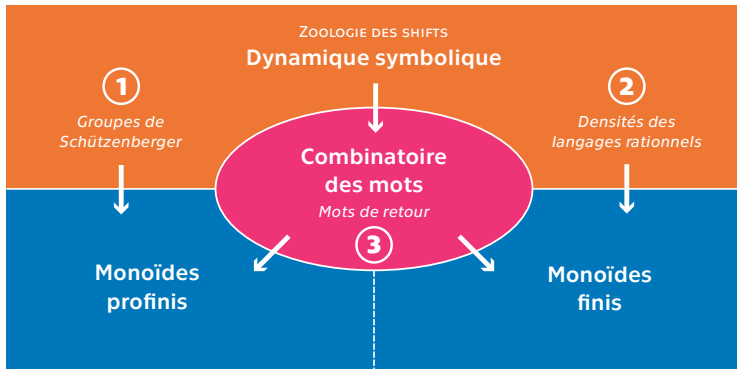 Zoologie des shifts
Dynamique symbolique
1
Groupes de
Schützenberger
2
Densités des
langages rationnels
Combinatoire
des mots
Mots de retour
3
Monoïdes
profinis
Monoïdes
finis